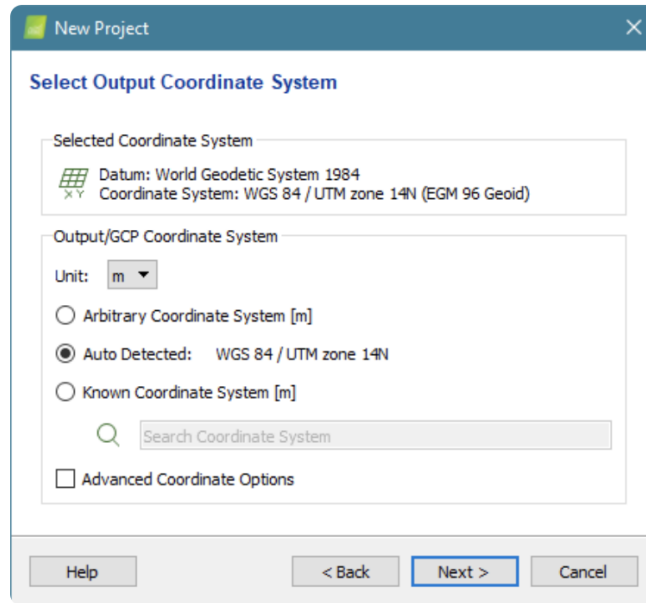 New Project
Select Output Coordinate System
Selected Coordinate System
X Y
Datum: World Geodetic System 1984
Coordinate System: WGS 84 / UTM zone 14N (EGM 96 Geoid)
Output/GCP Coordinate System
Unit: m
Arbitrary Coordinate System [m]
Auto Detected: WGS 84 / UTM zone 14N
Known Coordinate System [m]
Search Coordinate System
Advanced Coordinate Options
Help < Back Next > Cancel